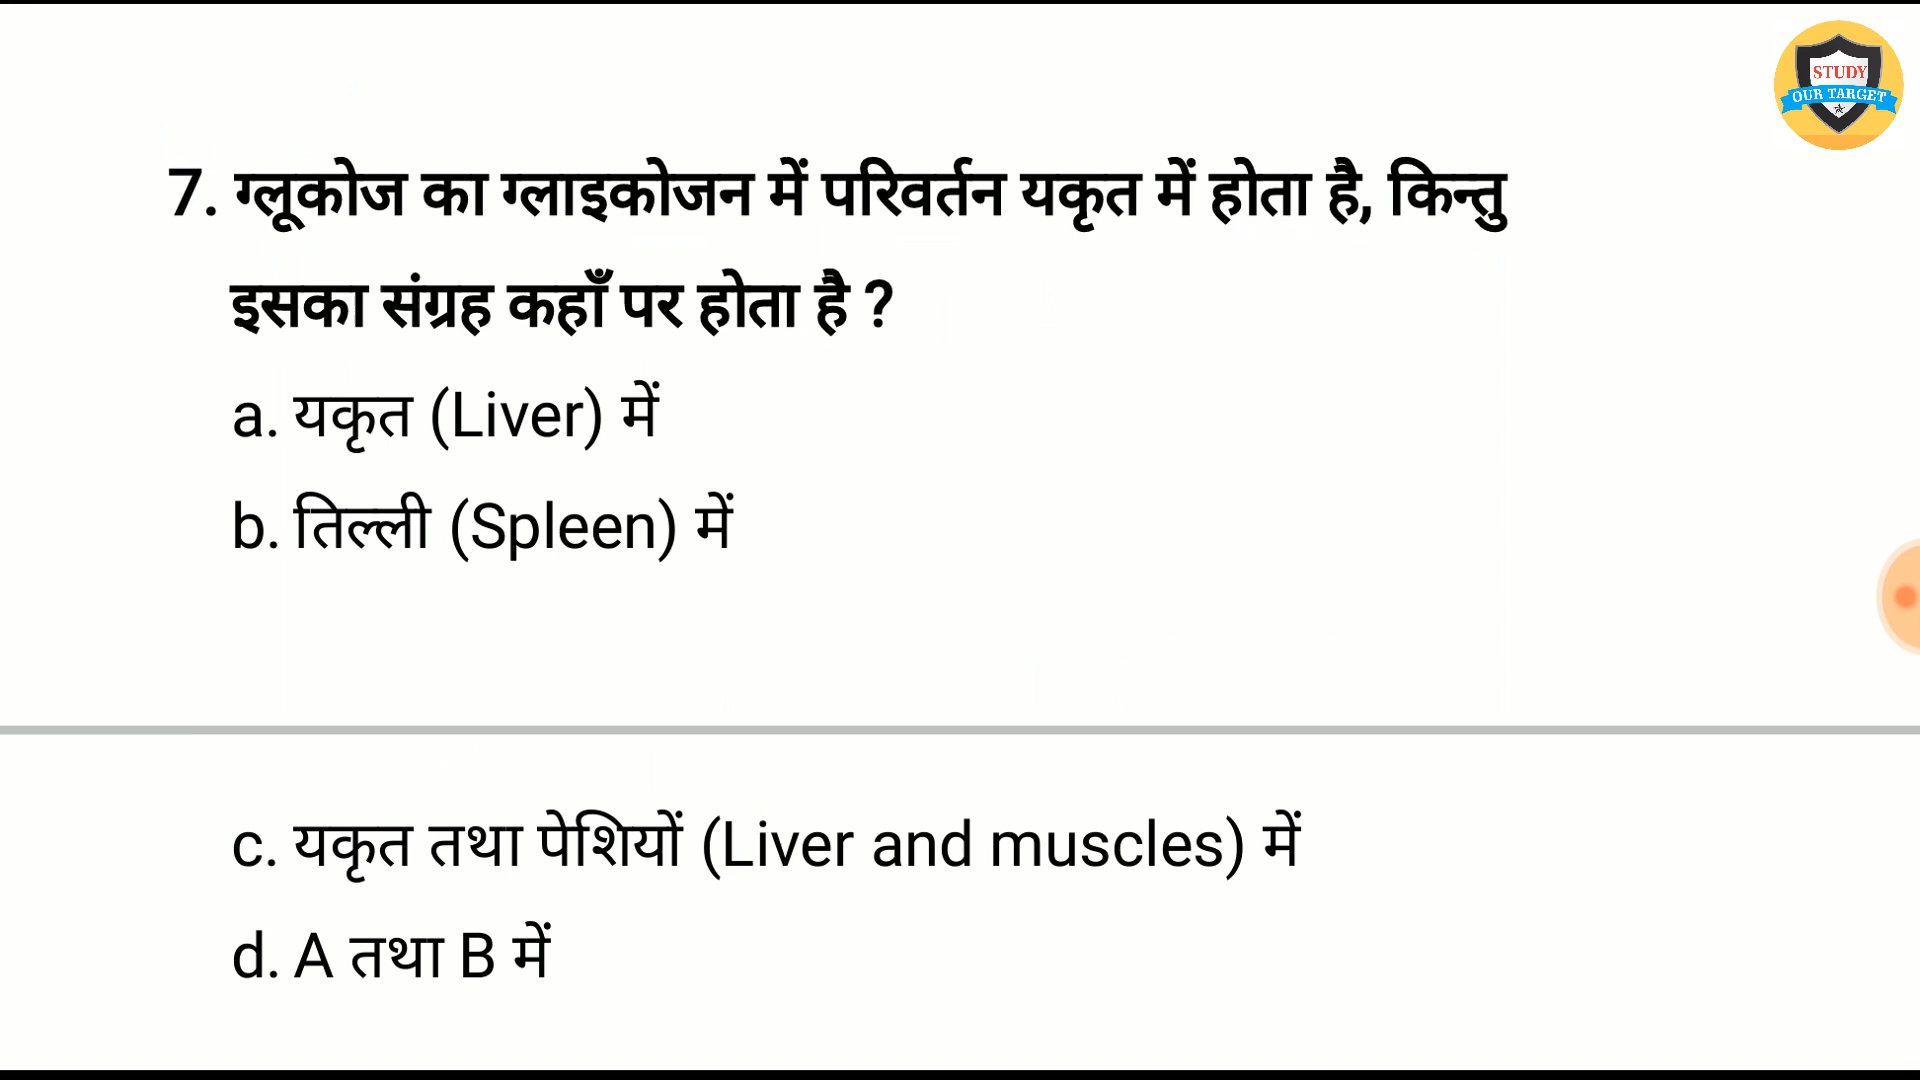 STUDY
OUR TARGET
7. ग्लूकोज का ग्लाइकोजन में परिवर्तन यकृत में होता है, किन्तु
इसका संग्रह कहाँ पर होता है ?
a. यकृत (Liver) में
b. तिल्ली (Spleen) में
c. यकृत तथा पेशियों (Liver and muscles) में
d. A तथा B में